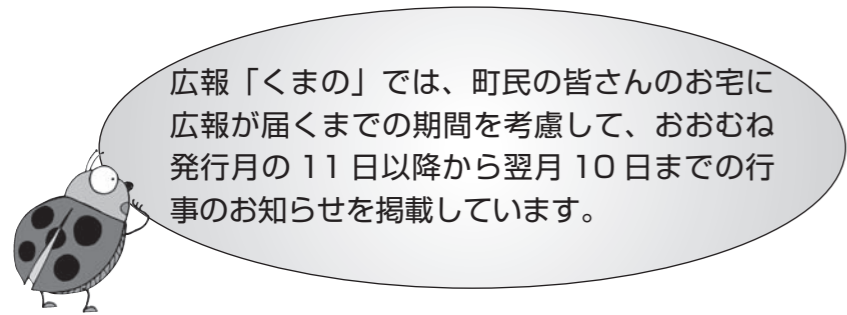 広報「くまの」では、町民の皆さんのお宅に
広報が届くまでの期間を考慮して、おおむね
発行月の 11 日以降から翌月 10 日までの行
事のお知らせを掲載しています。